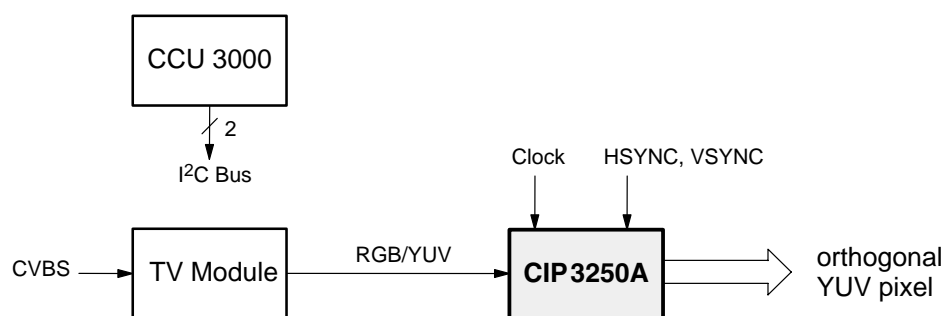 CCU 3000
2
I²C Bus
Clock
HSYNC, VSYNC
CVBS
TV Module
RGB/YUV
CIP 3250A
orthogonal
YUV pixel